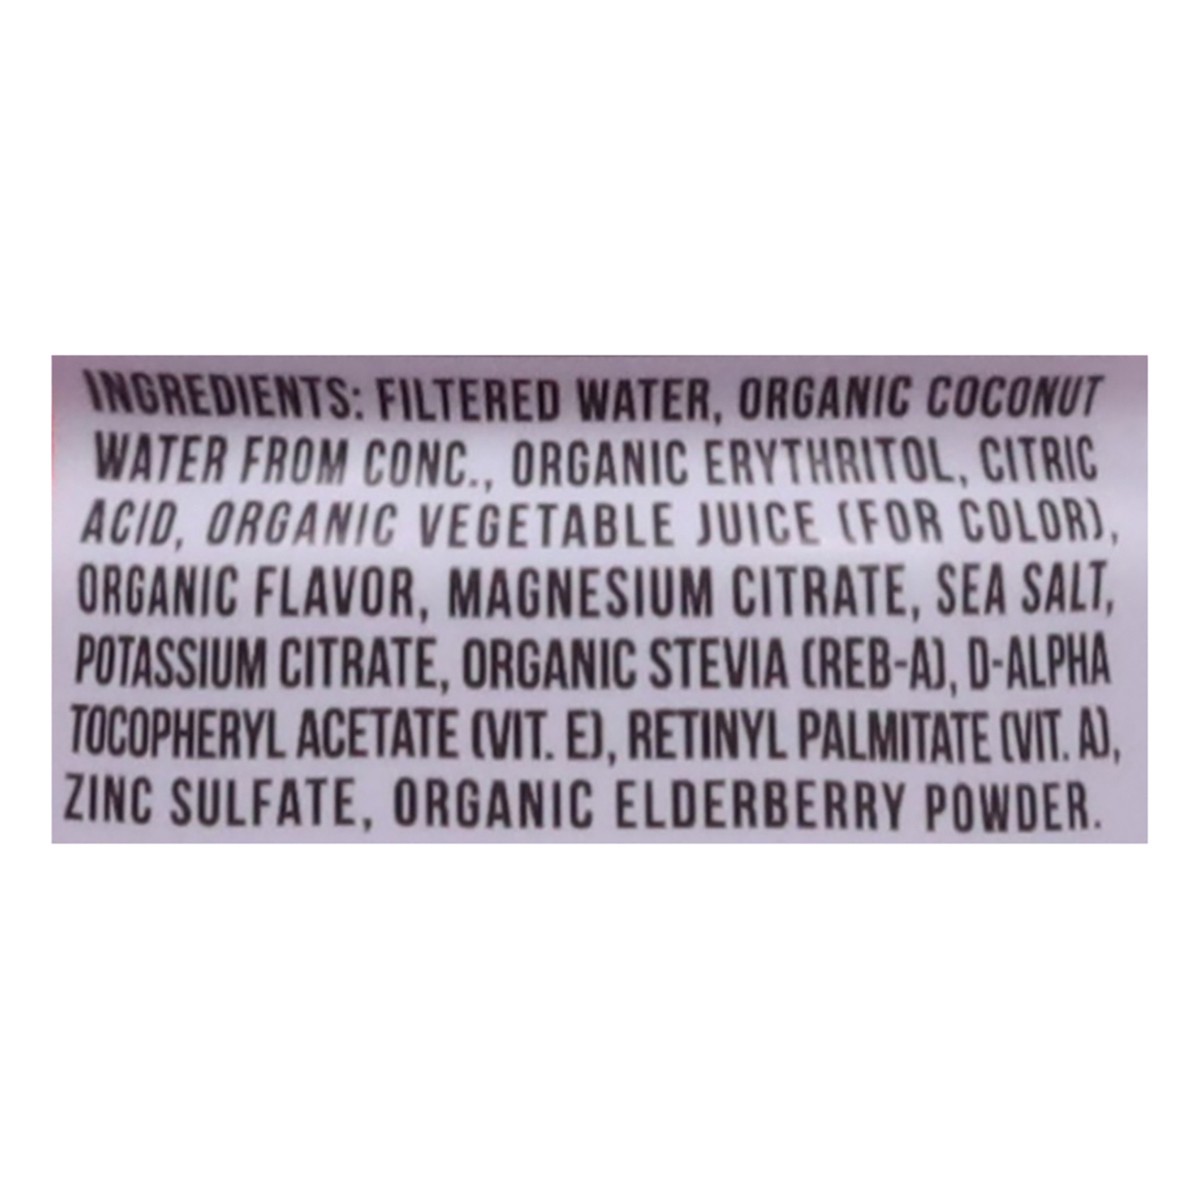 INGREDIENTS: FILTERED WATER, ORGANIC COCONUT
WATER FROM CONC., ORGANIC ERYTHRITOL, CITRIC
ACID, ORGANIC VEGETABLE JUICE (FOR COLOR),
ORGANIC FLAVOR, MAGNESIUM CITRATE, SEA SALT,
POTASSIUM CITRATE, ORGANIC STEVIA (REB-A), D-ALPHA
TOCOPHERYL ACETATE (VIT. E), RETINYL PALMITATE (VIT. A),
ZINC SULFATE, ORGANIC ELDERBERRY POWDER.